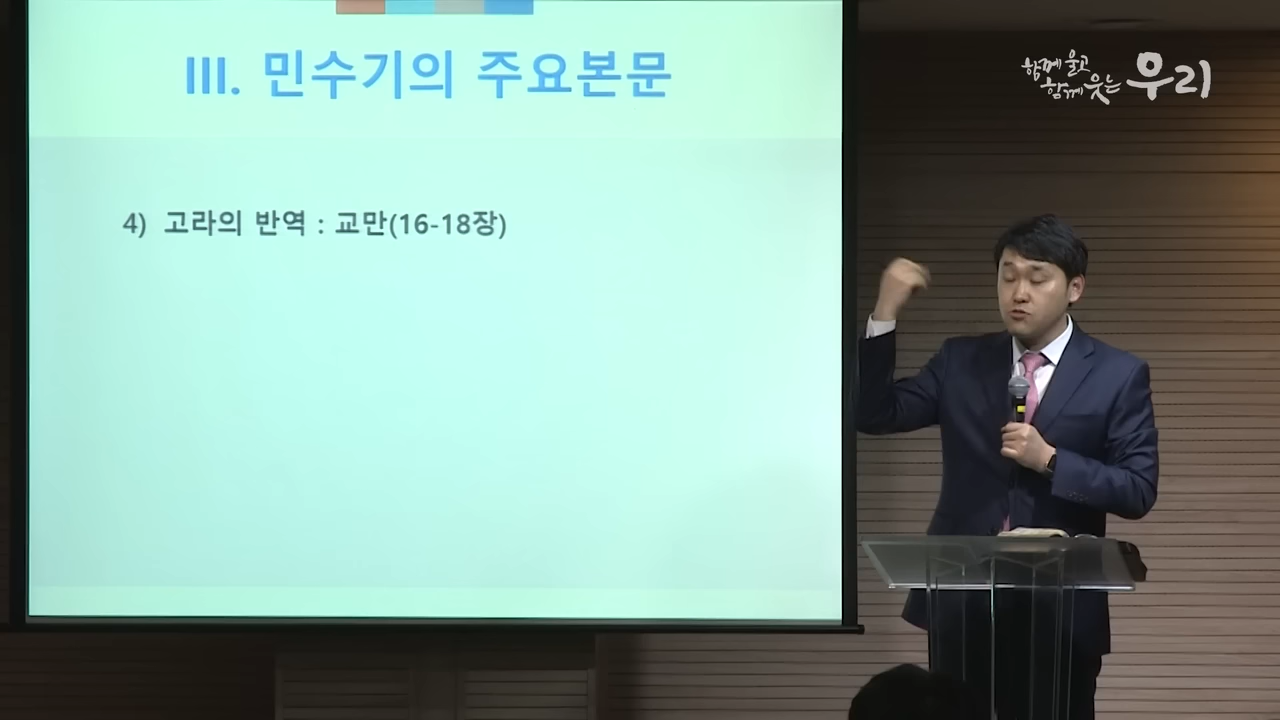 III. 민수기의 주요본문
4) 고라의 반역 : 교만(16-18장)
함께 울고
함께 웃는 우리